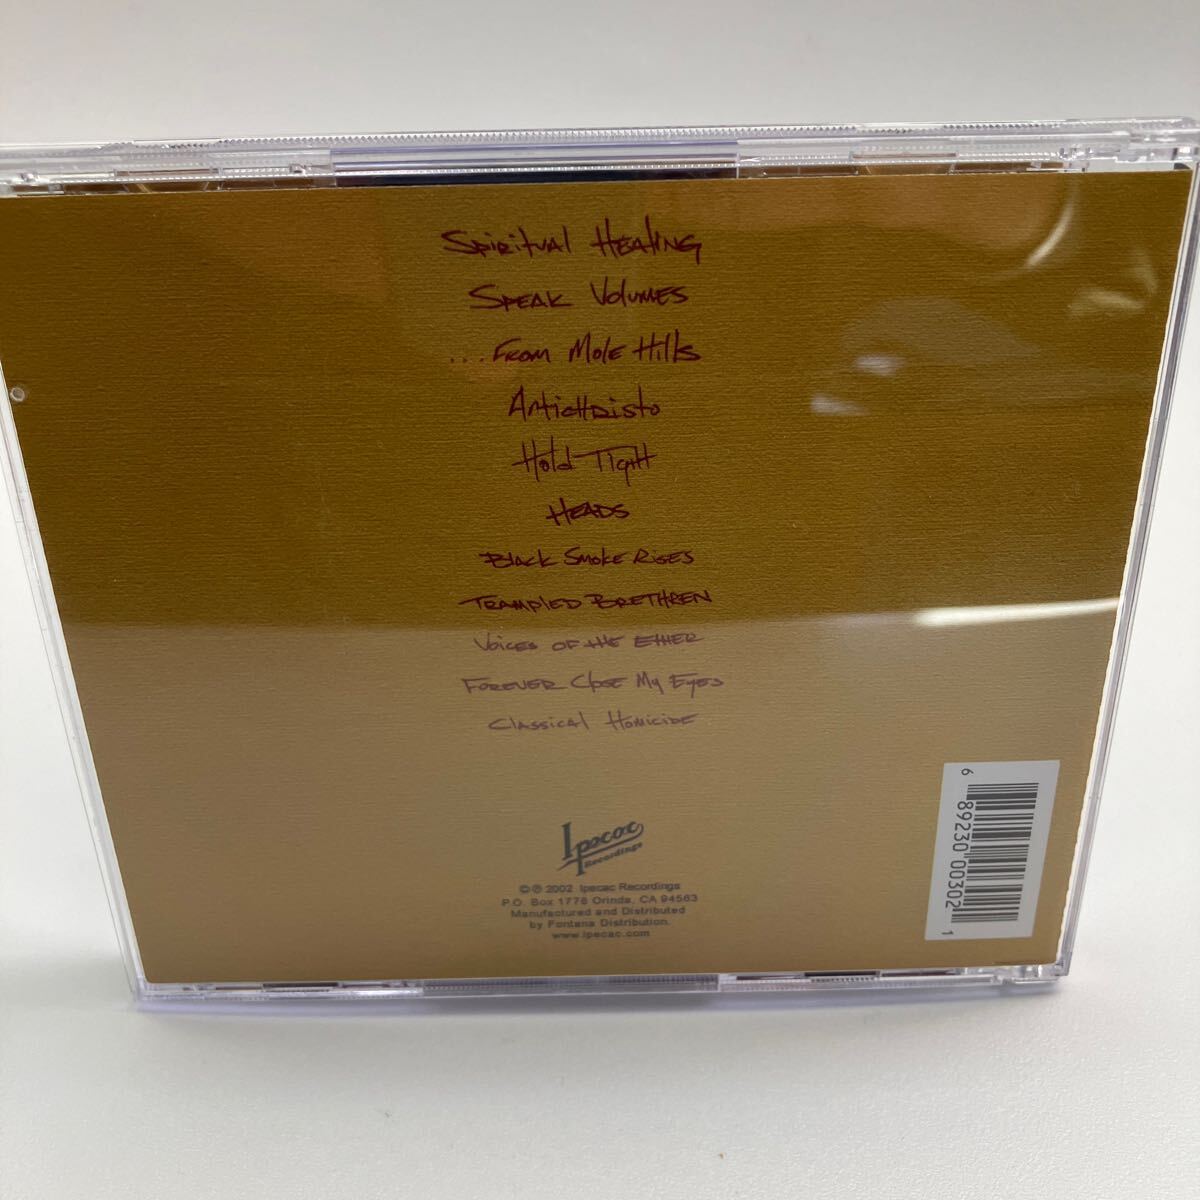 Spiritual Healing
Speak Volumes
...From Mole Hills
Antichristo
Hold Tight
Heads
Black Smoke Rises
Trampled Brethren
Voices of the Ether
Forever Close My Eyes
Classical Homicide
Ipecac
Recordings
©℗ 2002 Ipecac Recordings
P.O. Box 1778 Orinda, CA 94563
Manufactured and Distributed
by Fontana Distribution.
www.ipecac.com
6 89230 00302 1